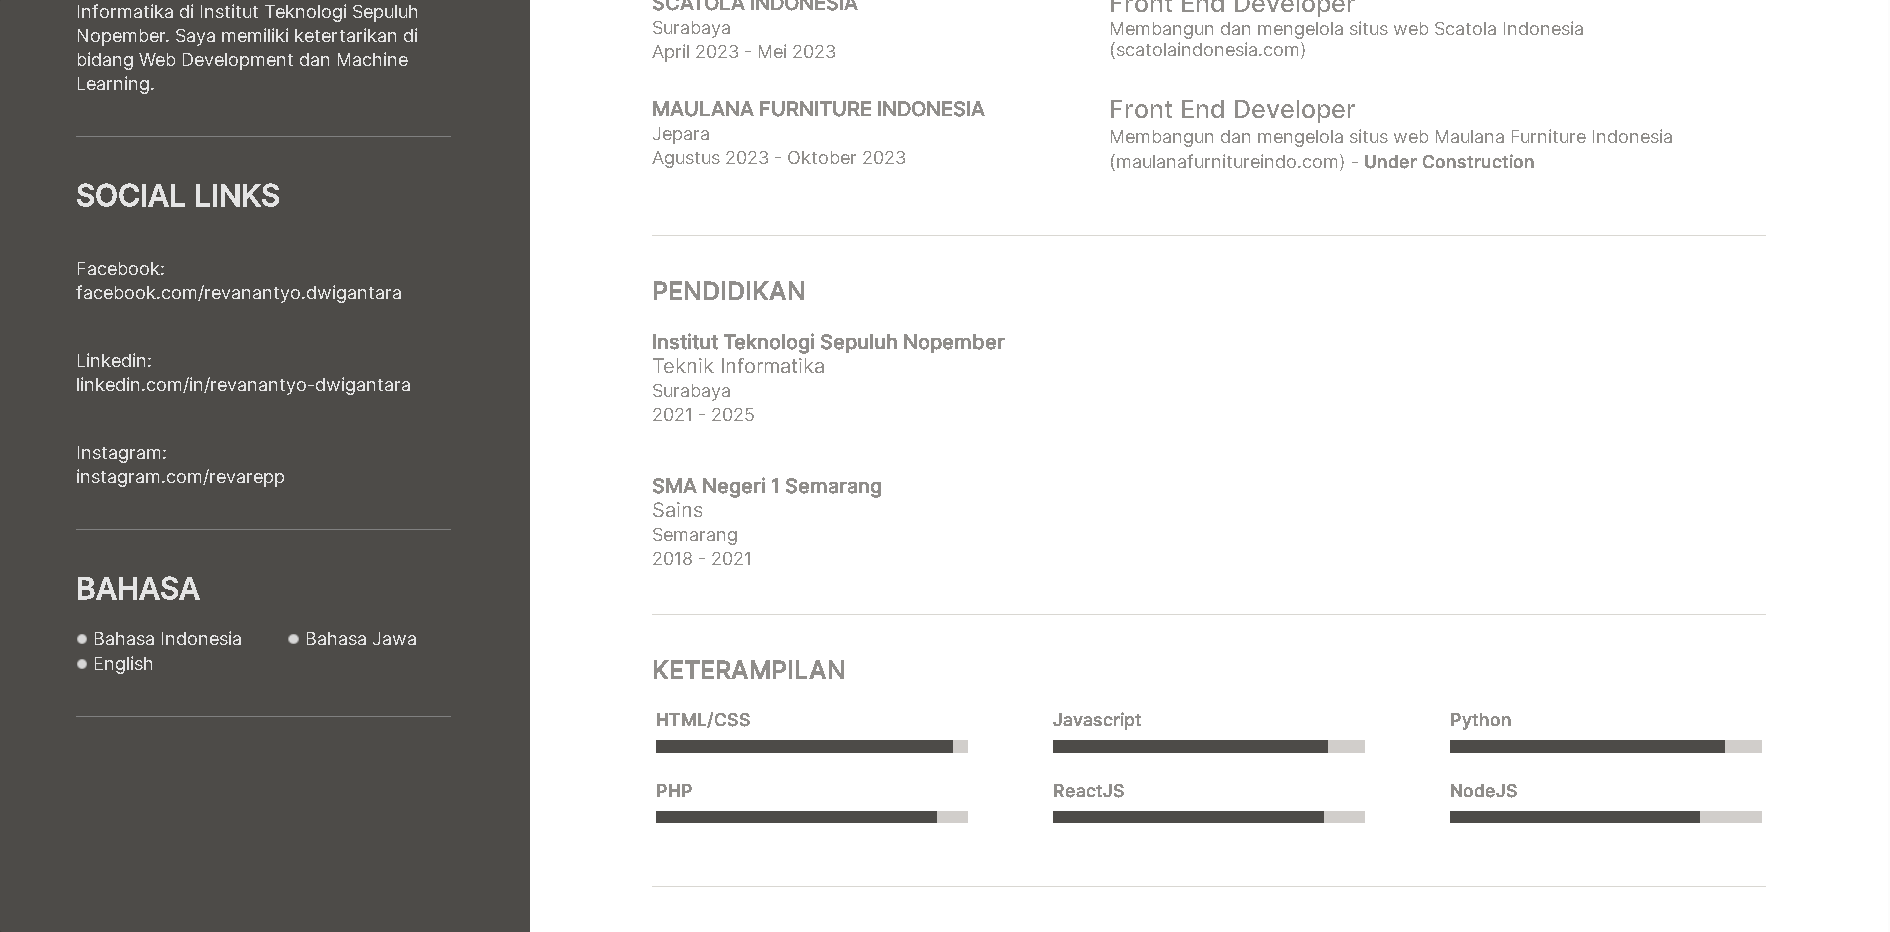 Informatika di Institut Teknologi Sepuluh
Nopember. Saya memiliki ketertarikan di
bidang Web Development dan Machine
Learning.
SOCIAL LINKS
Facebook:
facebook.com/revanantyo.dwigantara
Linkedin:
linkedin.com/in/revanantyo-dwigantara
Instagram:
instagram.com/revarepp
BAHASA
Bahasa Indonesia
Bahasa Jawa
English
SCATOLA INDONESIA
Surabaya
April 2023 - Mei 2023
Front End Developer
Membangun dan mengelola situs web Scatola Indonesia
(scatolaindonesia.com)
MAULANA FURNITURE INDONESIA
Jepara
Agustus 2023 - Oktober 2023
Front End Developer
Membangun dan mengelola situs web Maulana Furniture Indonesia
(maulanafurnitureindo.com) - Under Construction
PENDIDIKAN
Institut Teknologi Sepuluh Nopember
Teknik Informatika
Surabaya
2021 - 2025
SMA Negeri 1 Semarang
Sains
Semarang
2018 - 2021
KETERAMPILAN
HTML/CSS
Javascript
Python
PHP
ReactJS
NodeJS